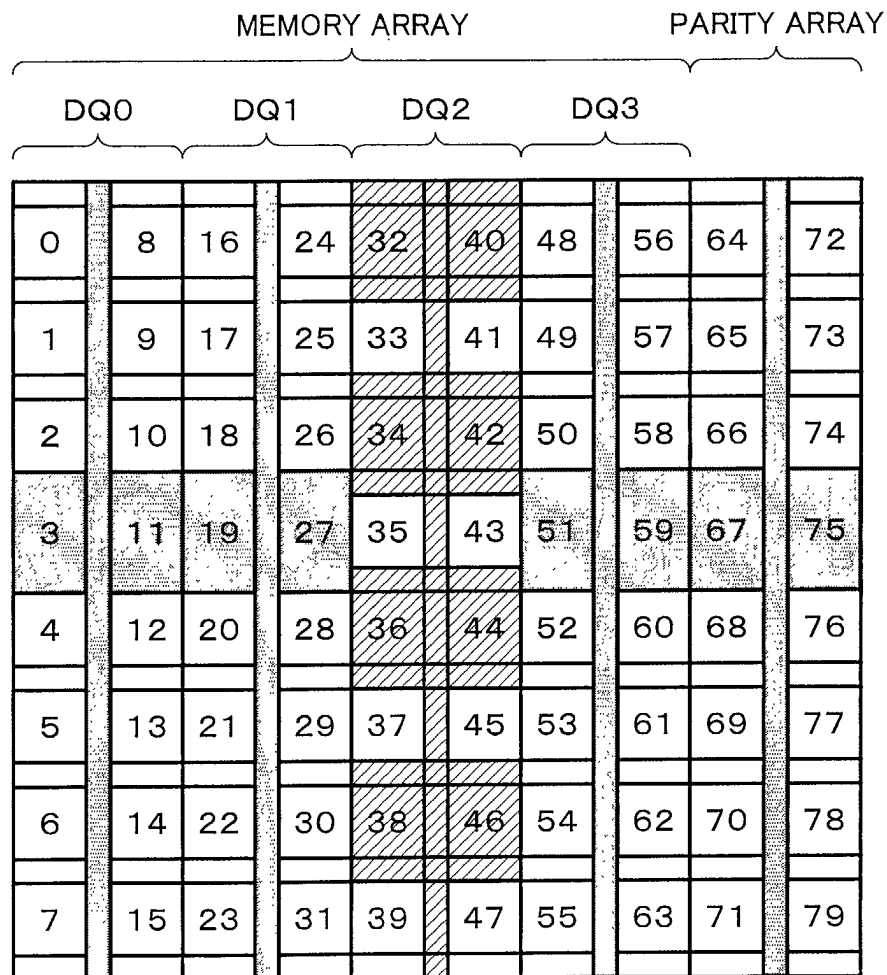 MEMORY ARRAY PARITY ARRAY
DQ0 DQ1 DQ2 DQ3
0 8 16 24 32 40 48 56 64 72
1 9 17 25 33 41 49 57 65 73
2 10 18 26 34 42 50 58 66 74
3 11 19 27 35 43 51 59 67 75
4 12 20 28 36 44 52 60 68 76
5 13 21 29 37 45 53 61 69 77
6 14 22 30 38 46 54 62 70 78
7 15 23 31 39 47 55 63 71 79